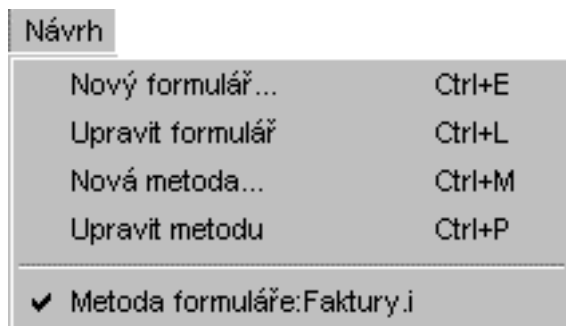 Návrh
Nový formulář... Ctrl+E
Upravit formulář Ctrl+L
Nová metoda... Ctrl+M
Upravit metodu Ctrl+P
✔ Metoda formuláře:Faktury.i